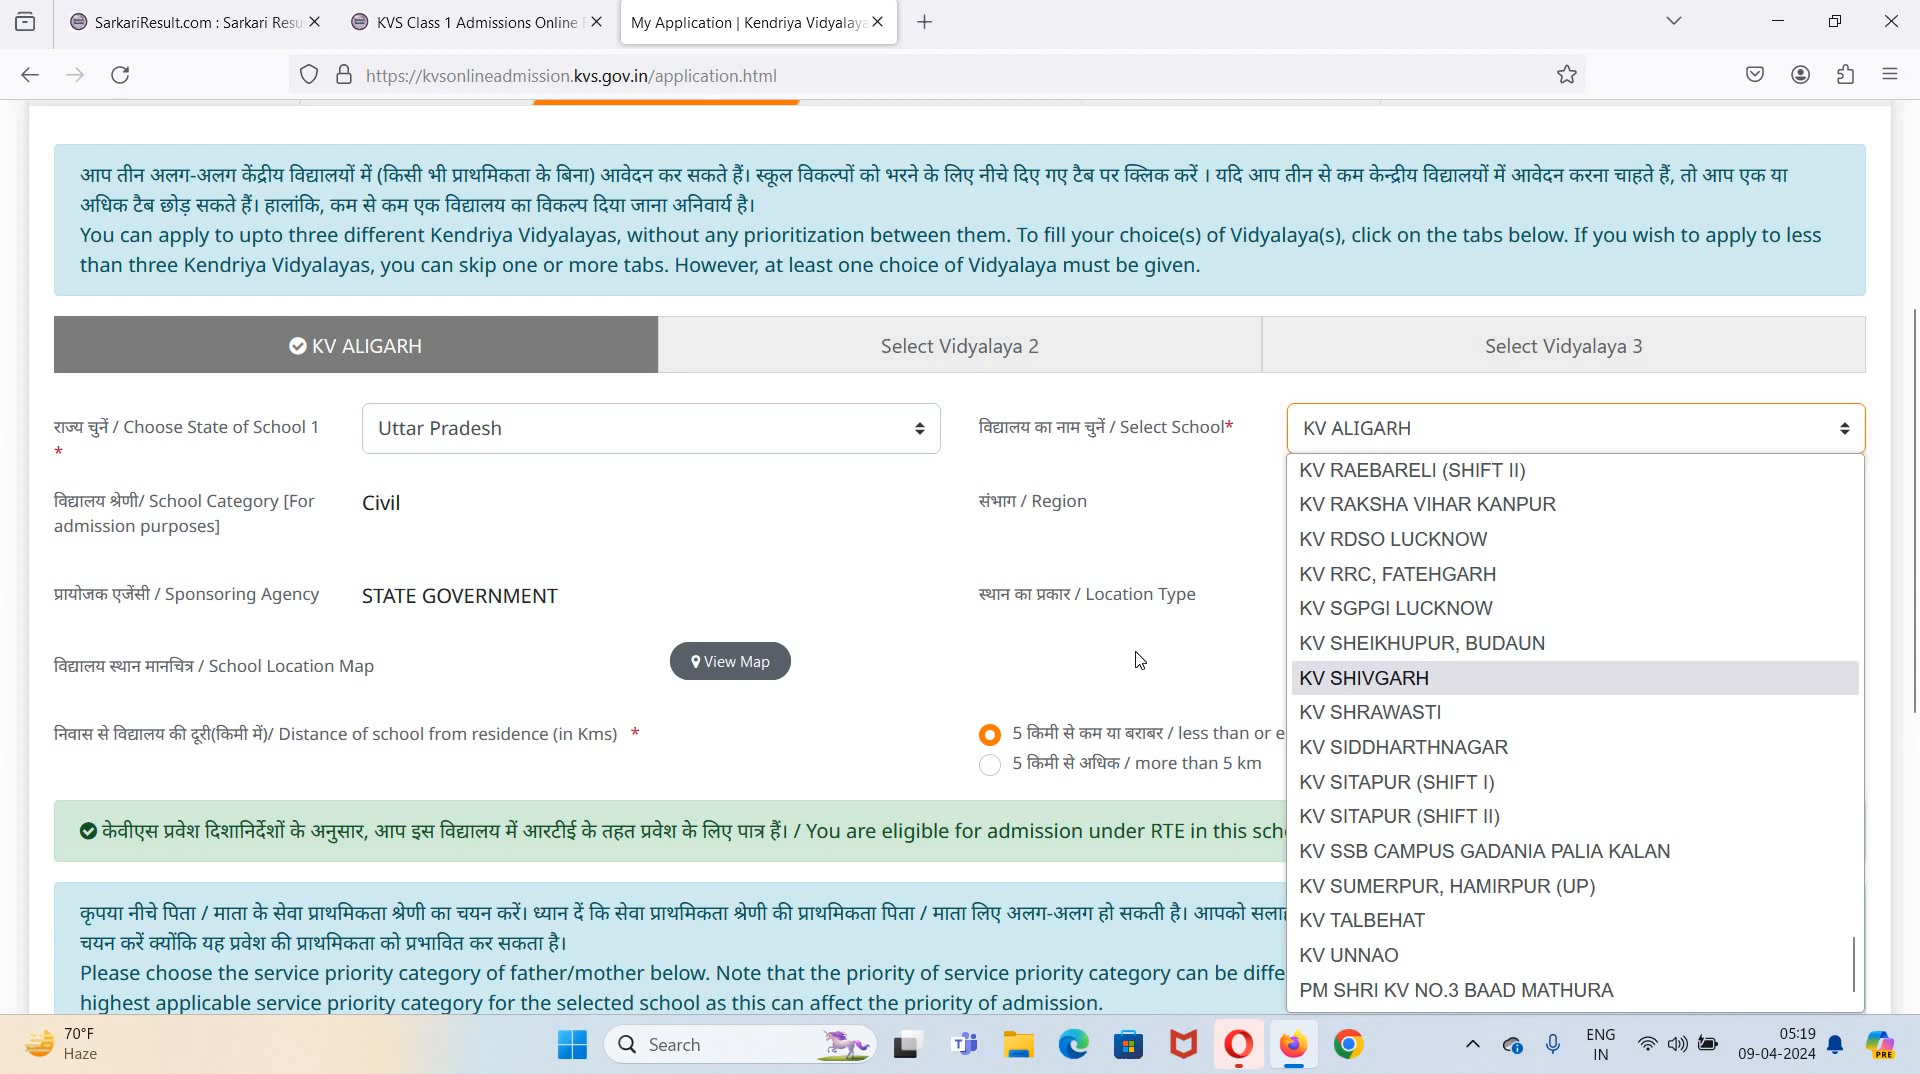 SarkariResult.com : Sarkari Resu
KVS Class 1 Admissions Online
My Application | Kendriya Vidyalaya
https://kvsonlineadmission.kvs.gov.in/application.html
आप तीन अलग-अलग केंद्रीय विद्यालयों में (किसी भी प्राथमिकता के बिना) आवेदन कर सकते हैं। स्कूल विकल्पों को भरने के लिए नीचे दिए गए टैब पर क्लिक करें । यदि आप तीन से कम केन्द्रीय विद्यालयों में आवेदन करना चाहते हैं, तो आप एक या
अधिक टैब छोड़ सकते हैं। हालांकि, कम से कम एक विद्यालय का विकल्प दिया जाना अनिवार्य है।
You can apply to upto three different Kendriya Vidyalayas, without any prioritization between them. To fill your choice(s) of Vidyalaya(s), click on the tabs below. If you wish to apply to less
than three Kendriya Vidyalayas, you can skip one or more tabs. However, at least one choice of Vidyalaya must be given.
KV ALIGARH
Select Vidyalaya 2
Select Vidyalaya 3
राज्य चुनें / Choose State of School 1
*
Uttar Pradesh
विद्यालय का नाम चुनें / Select School*
KV ALIGARH
विद्यालय श्रेणी/ School Category [For
admission purposes]
Civil
संभाग / Region
प्रायोजक एजेंसी / Sponsoring Agency
STATE GOVERNMENT
स्थान का प्रकार / Location Type
विद्यालय स्थान मानचित्र / School Location Map
View Map
निवास से विद्यालय की दूरी(किमी में)/ Distance of school from residence (in Kms) *
5 किमी से कम या बराबर / less than or e
5 किमी से अधिक / more than 5 km
KV RAEBARELI (SHIFT II)
KV RAKSHA VIHAR KANPUR
KV RDSO LUCKNOW
KV RRC, FATEHGARH
KV SGPGI LUCKNOW
KV SHEIKHUPUR, BUDAUN
KV SHIVGARH
KV SHRAWASTI
KV SIDDHARTHNAGAR
KV SITAPUR (SHIFT I)
KV SITAPUR (SHIFT II)
KV SSB CAMPUS GADANIA PALIA KALAN
KV SUMERPUR, HAMIRPUR (UP)
KV TALBEHAT
KV UNNAO
PM SHRI KV NO.3 BAAD MATHURA
केवीएस प्रवेश दिशानिर्देशों के अनुसार, आप इस विद्यालय में आरटीई के तहत प्रवेश के लिए पात्र हैं। / You are eligible for admission under RTE in this sch
कृपया नीचे पिता / माता के सेवा प्राथमिकता श्रेणी का चयन करें। ध्यान दें कि सेवा प्राथमिकता श्रेणी की प्राथमिकता पिता / माता लिए अलग-अलग हो सकती है। आपको सला
चयन करें क्योंकि यह प्रवेश की प्राथमिकता को प्रभावित कर सकता है।
Please choose the service priority category of father/mother below. Note that the priority of service priority category can be diffe
highest applicable service priority category for the selected school as this can affect the priority of admission.
70°F
Haze
Search
ENG
IN
05:19
09-04-2024
PRE